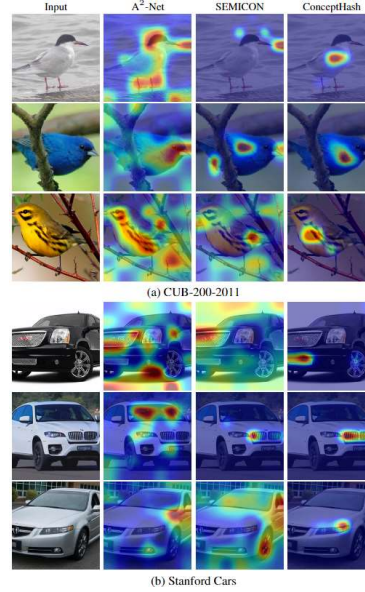 Input A²-Net SEMICON ConceptHash
(a) CUB-200-2011
(b) Stanford Cars